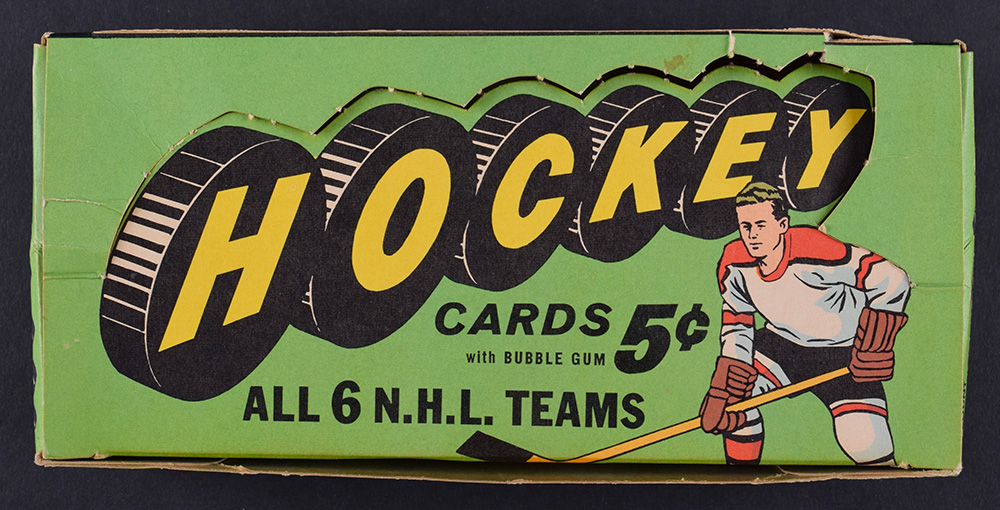 HOCKEY
CARDS 5¢
with BUBBLE GUM
ALL 6 N.H.L. TEAMS